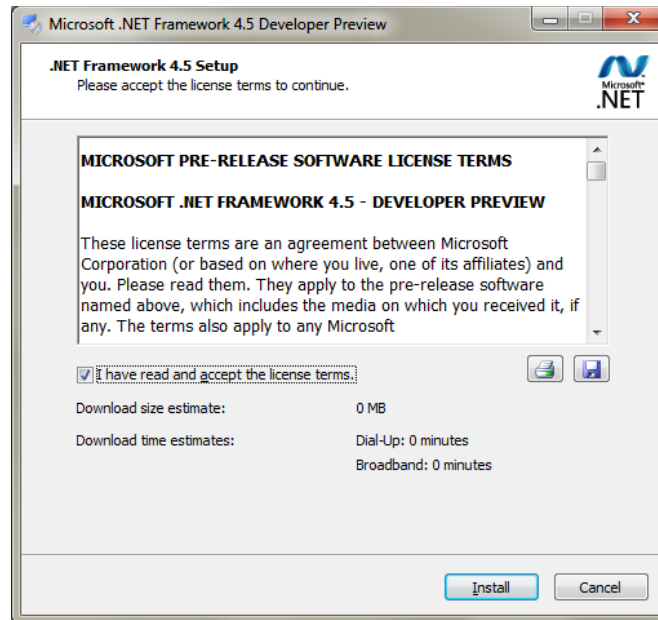 Microsoft .NET Framework 4.5 Developer Preview
.NET Framework 4.5 Setup
Please accept the license terms to continue.
Microsoft
.NET
MICROSOFT PRE-RELEASE SOFTWARE LICENSE TERMS
MICROSOFT .NET FRAMEWORK 4.5 - DEVELOPER PREVIEW
These license terms are an agreement between Microsoft
Corporation (or based on where you live, one of its affiliates) and
you. Please read them. They apply to the pre-release software
named above, which includes the media on which you received it, if
any. The terms also apply to any Microsoft
I have read and accept the license terms.
Download size estimate: 0 MB
Download time estimates: Dial-Up: 0 minutes
Broadband: 0 minutes
Install Cancel